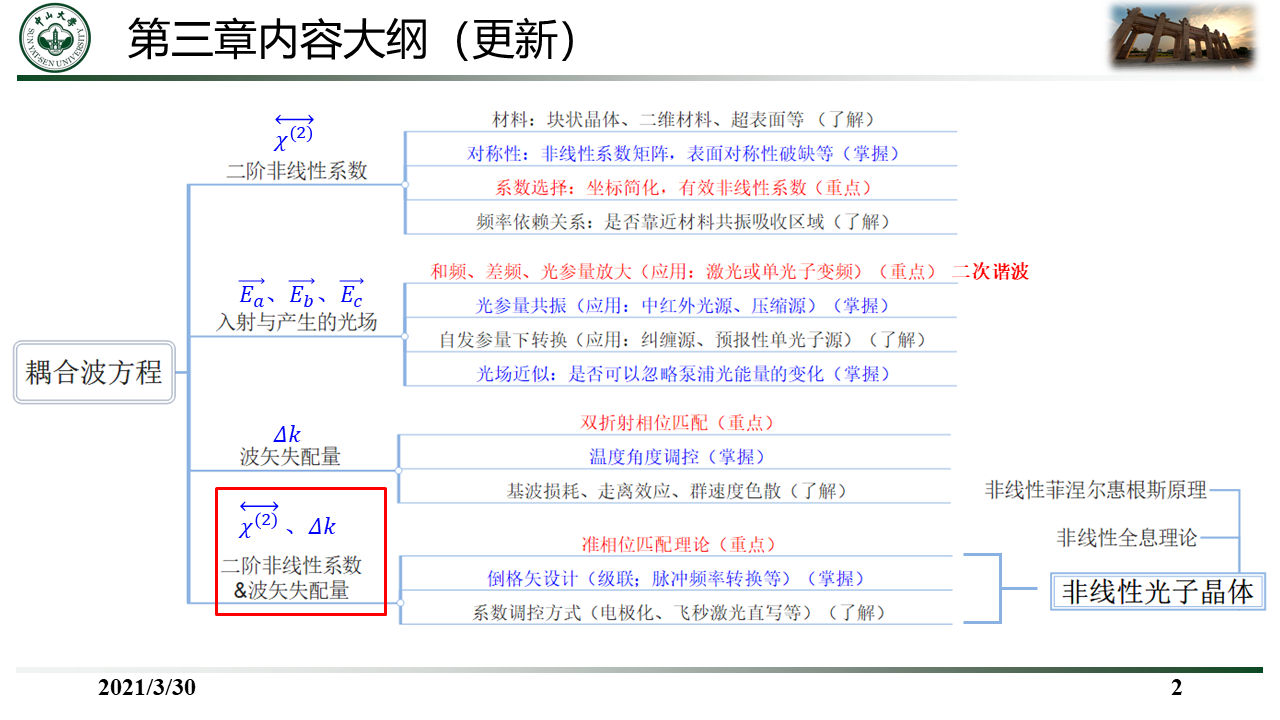 中山大学
SUN YAT-SEN UNIVERSITY
第三章内容大纲（更新）
耦合波方程
χ⁽²⁾
二阶非线性系数
材料：块状晶体、二维材料、超表面等（了解）
对称性：非线性系数矩阵，表面对称性破缺等（掌握）
系数选择：坐标简化，有效非线性系数（重点）
频率依赖关系：是否靠近材料共振吸收区域（了解）
E_a、E_b、E_c
入射与产生的光场
和频、差频、光参量放大（应用：激光或单光子变频）（重点） 二次谐波
光参量共振（应用：中红外光源、压缩源）（掌握）
自发参量下转换（应用：纠缠源、预报性单光子源）（了解）
光场近似：是否可以忽略泵浦光能量的变化（掌握）
Δk
波矢失配量
双折射相位匹配（重点）
温度角度调控（掌握）
基波损耗、走离效应、群速度色散（了解）
χ⁽²⁾、Δk
二阶非线性系数
&波矢失配量
准相位匹配理论（重点）
倒格矢设计（级联；脉冲频率转换等）（掌握）
系数调控方式（电极化、飞秒激光直写等）（了解）
非线性菲涅尔惠根斯原理
非线性全息理论
非线性光子晶体
2021/3/30
2